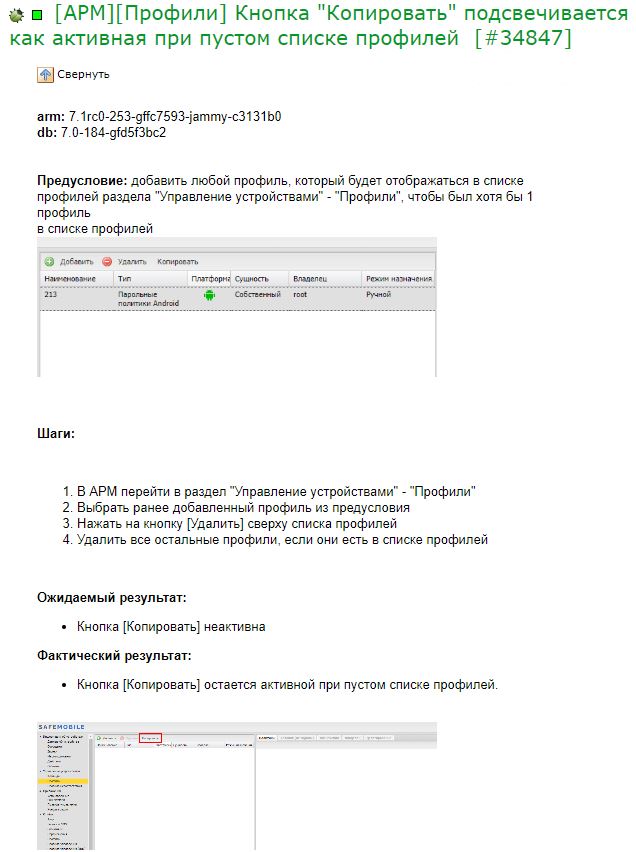 [АРМ][Профили] Кнопка "Копировать" подсвечивается
как активная при пустом списке профилей [#34847]
Свернуть
arm: 7.1rc0-253-gffc7593-jammy-c3131b0
db: 7.0-184-gfd5f3bc2
Предусловие: добавить любой профиль, который будет отображаться в списке
профилей раздела "Управление устройствами" - "Профили", чтобы был хотя бы 1
профиль
в списке профилей
Добавить Удалить Копировать
Наименование Тип Платформа Сущность Владелец Режим назначения
213 Парольные политики Android Собственный root Ручной
Шаги:
1. В АРМ перейти в раздел "Управление устройствами" - "Профили"
2. Выбрать ранее добавленный профиль из предусловия
3. Нажать на кнопку [Удалить] сверху списка профилей
4. Удалить все остальные профили, если они есть в списке профилей
Ожидаемый результат:
• Кнопка [Копировать] неактивна
Фактический результат:
• Кнопка [Копировать] остается активной при пустом списке профилей.
SAFEMOBILE